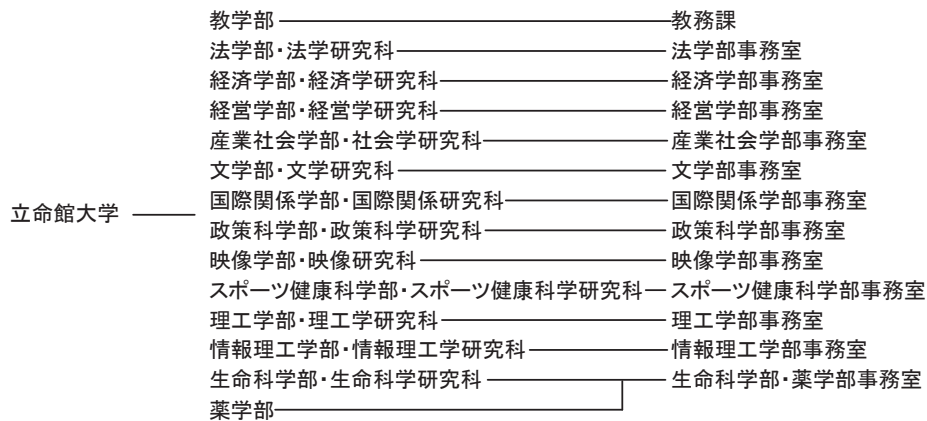 教学部 教務課
法学部・法学研究科 法学部事務室
経済学部・経済学研究科 経済学部事務室
経営学部・経営学研究科 経営学部事務室
産業社会学部・社会学研究科 産業社会学部事務室
文学部・文学研究科 文学部事務室
国際関係学部・国際関係研究科 国際関係学部事務室
立命館大学
政策科学部・政策科学研究科 政策科学部事務室
映像学部・映像研究科 映像学部事務室
スポーツ健康科学部・スポーツ健康科学研究科 スポーツ健康科学部事務室
理工学部・理工学研究科 理工学部事務室
情報理工学部・情報理工学研究科 情報理工学部事務室
生命科学部・生命科学研究科 生命科学部・薬学部事務室
薬学部